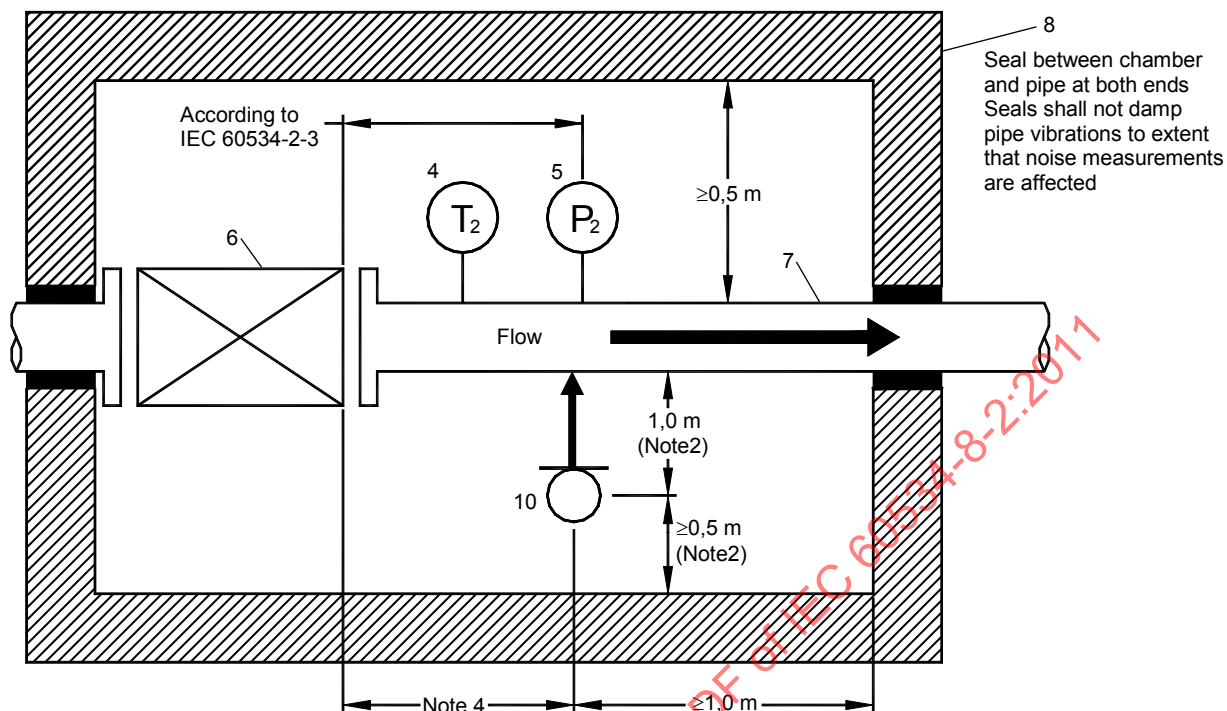 8
Seal between chamber
and pipe at both ends
Seals shall not damp
pipe vibrations to extent
that noise measurements
are affected
According to
IEC 60534-2-3
4
5
≥0,5 m
T2
P2
6
7
Flow
1,0 m
(Note2)
10
≥0,5 m
(Note2)
Note 4
≥1,0 m
DF of IEC 60534-8-2:2011